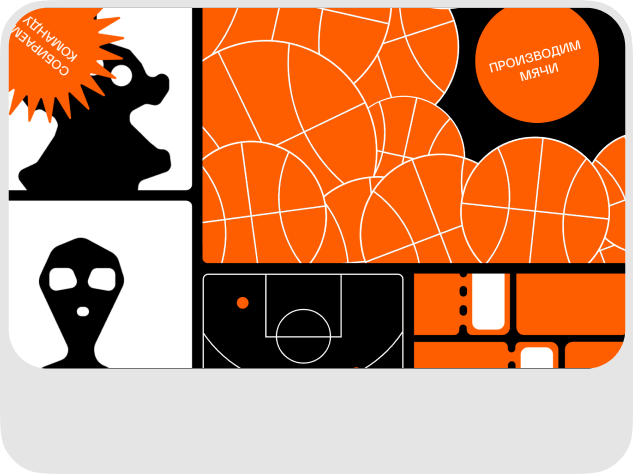 СОБИРАЕМ
КОМАНДУ
ПРОИЗВОДИМ
МЯЧИ